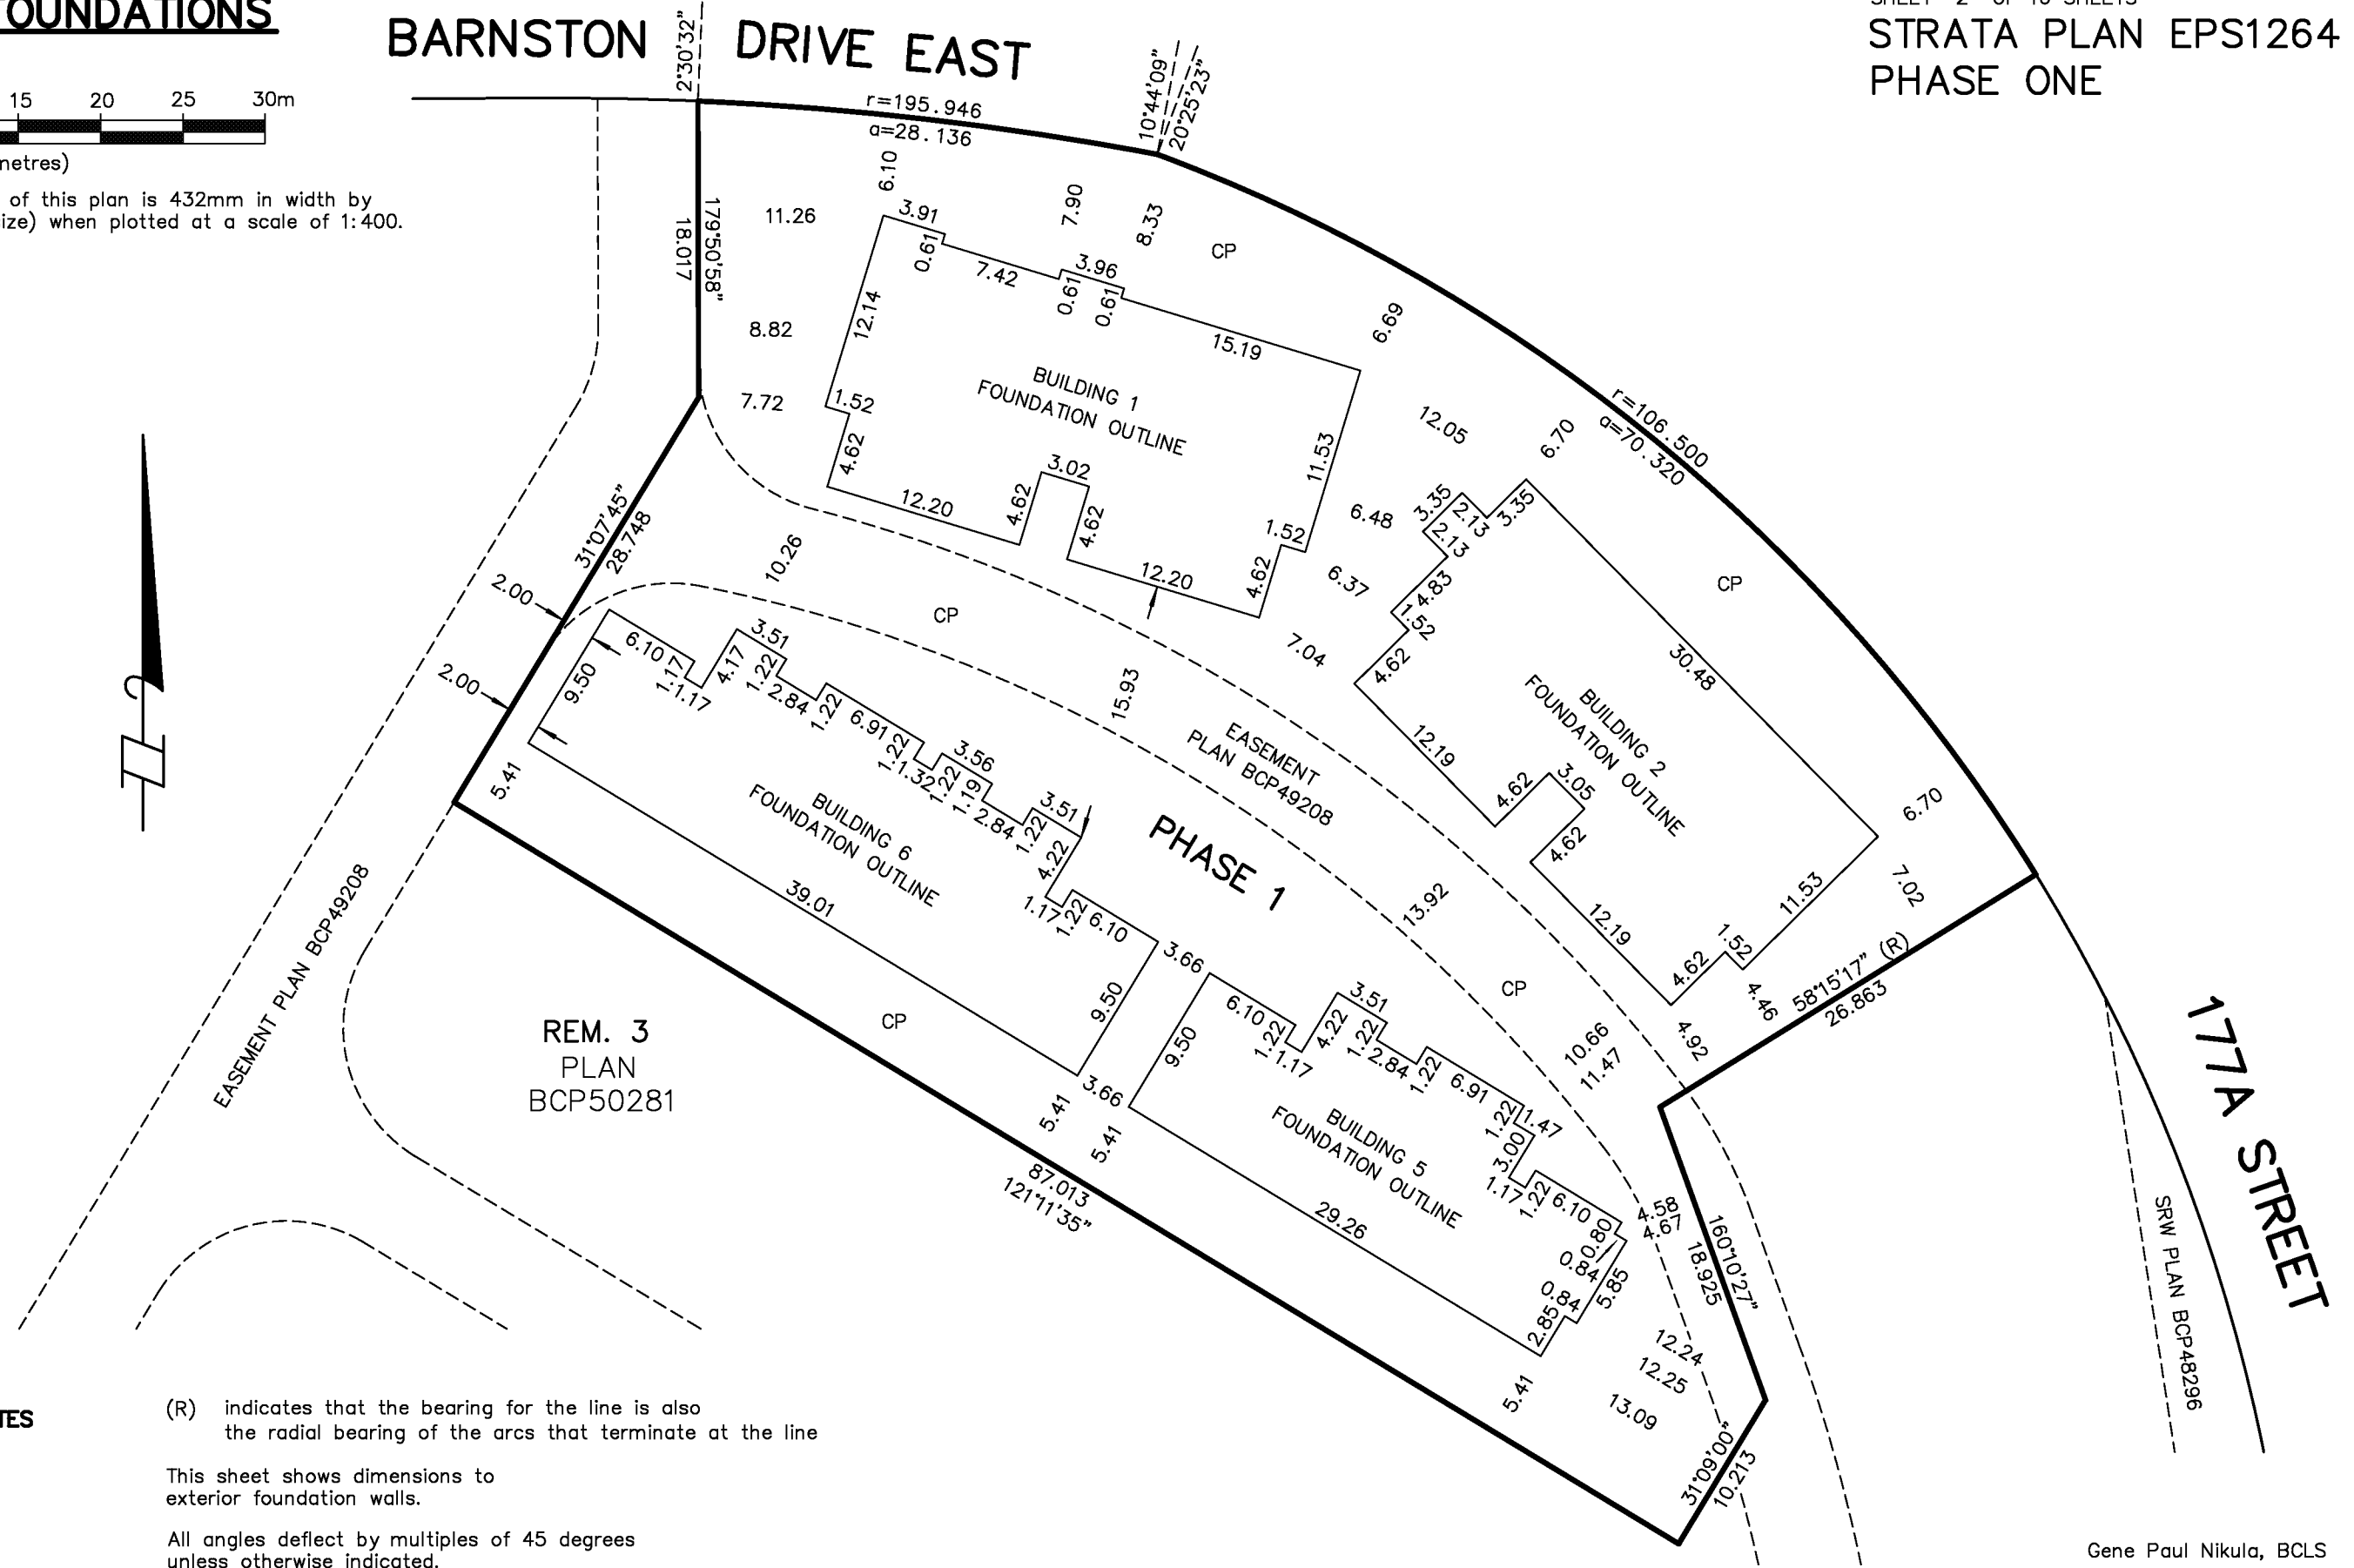 OUNDATIONS
BARNSTON DRIVE EAST
STRATA PLAN EPS1264
PHASE ONE
15 20 25 30m
netres)
of this plan is 432mm in width by
ize) when plotted at a scale of 1:400.
2°30'32"
10°44'09"
20°25'23"
r=195.946
a=28.136
179°50'58"
18.017
11.26
6.10
7.90
8.33
CP
3.91
0.61
7.42
3.96
0.61
0.61
15.19
6.69
12.14
8.82
7.72
1.52
4.62
BUILDING 1
FOUNDATION OUTLINE
11.53
3.02
12.20
4.62
4.62
12.20
1.52
4.62
12.05
6.70
r=106.500
a=70.320
6.48
6.37
7.04
3.35
2.13
3.35
2.13
4.83
1.52
4.62
CP
30.48
BUILDING 2
FOUNDATION OUTLINE
12.19
4.62
3.05
4.62
12.19
4.62
1.52
11.53
6.70
7.02
31°07'45"
28.748
10.26
2.00
2.00
CP
15.93
EASEMENT
PLAN BCP49208
PHASE 1
13.92
CP
9.50
6.10
1.17
1.17
4.17
3.51
1.22
2.84
1.22
6.91
1.22
1.32
1.22
3.56
1.19
2.84
1.22
3.51
4.22
1.17
1.22
6.10
BUILDING 6
FOUNDATION OUTLINE
39.01
9.50
5.41
3.66
3.66
CP
5.41
5.41
87.013
121°11'35"
9.50
6.10
1.22
1.17
4.22
3.51
1.22
2.84
1.22
6.91
1.22
1.47
3.00
1.17
1.22
6.10
0.80
0.84
5.85
0.84
2.85
BUILDING 5
FOUNDATION OUTLINE
29.26
5.41
10.66
11.47
4.92
4.46
58°15'17" (R)
26.863
4.58
4.67
160°10'27"
18.925
12.24
12.25
13.09
31°09'00"
10.213
EASEMENT PLAN BCP49208
REM. 3
PLAN
BCP50281
177A STREET
SRW PLAN BCP48296
TES
(R) indicates that the bearing for the line is also
the radial bearing of the arcs that terminate at the line
This sheet shows dimensions to
exterior foundation walls.
All angles deflect by multiples of 45 degrees
unless otherwise indicated.
Gene Paul Nikula, BCLS